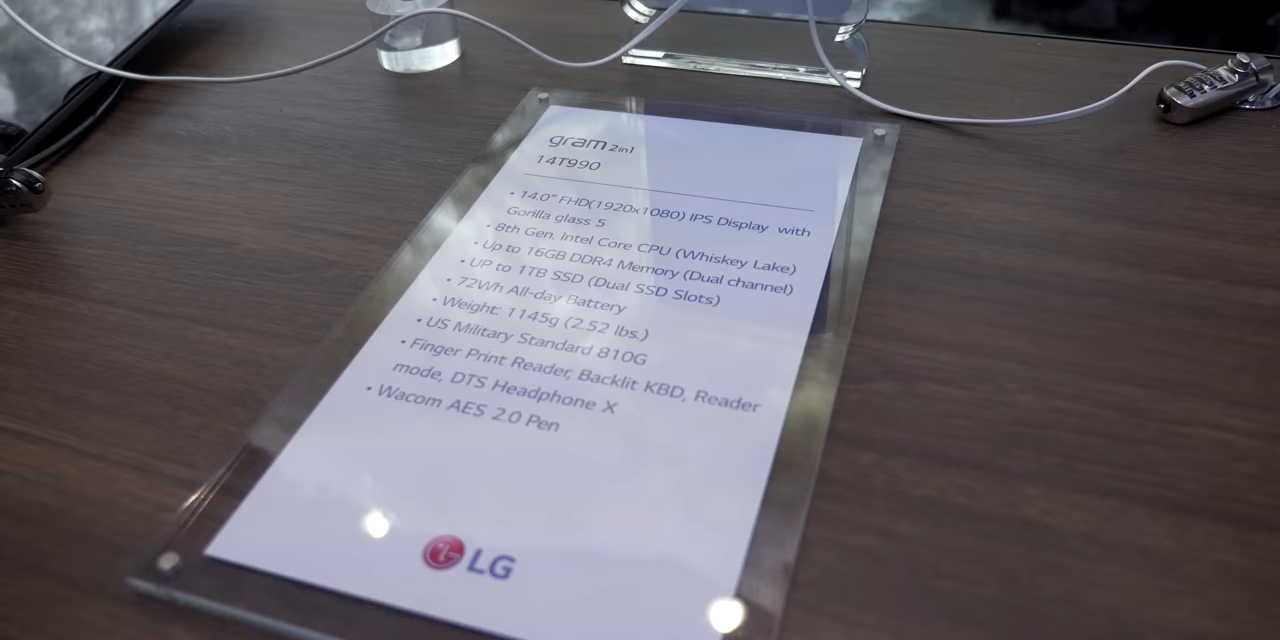 gram 2in1
14T990
• 14.0" FHD(1920x1080) IPS Display with
Gorilla glass 5
• 8th Gen. Intel Core CPU (Whiskey Lake)
• Up to 16GB DDR4 Memory (Dual channel)
• UP to 1TB SSD (Dual SSD Slots)
• 72Wh All-day Battery
• Weight: 1145g (2.52 lbs.)
• US Military Standard 810G
• Finger Print Reader, Backlit KBD, Reader
mode, DTS Headphone X
• Wacom AES 2.0 Pen
LG